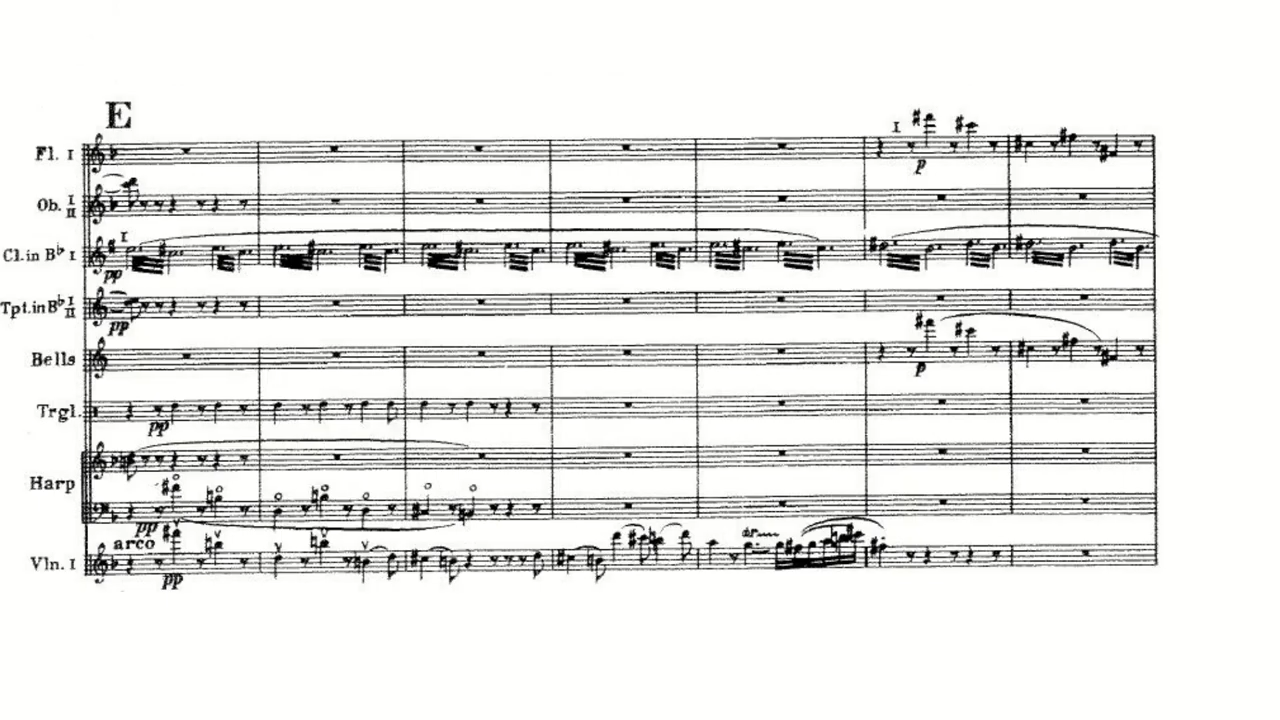 E
Fl. I
I
p
Ob. I II
Cl. in B♭ I
I
pp
Tpt. in B♭ I II
pp
Bells
p
Trgl.
pp
Harp
pp
arco
Vln. I
pp